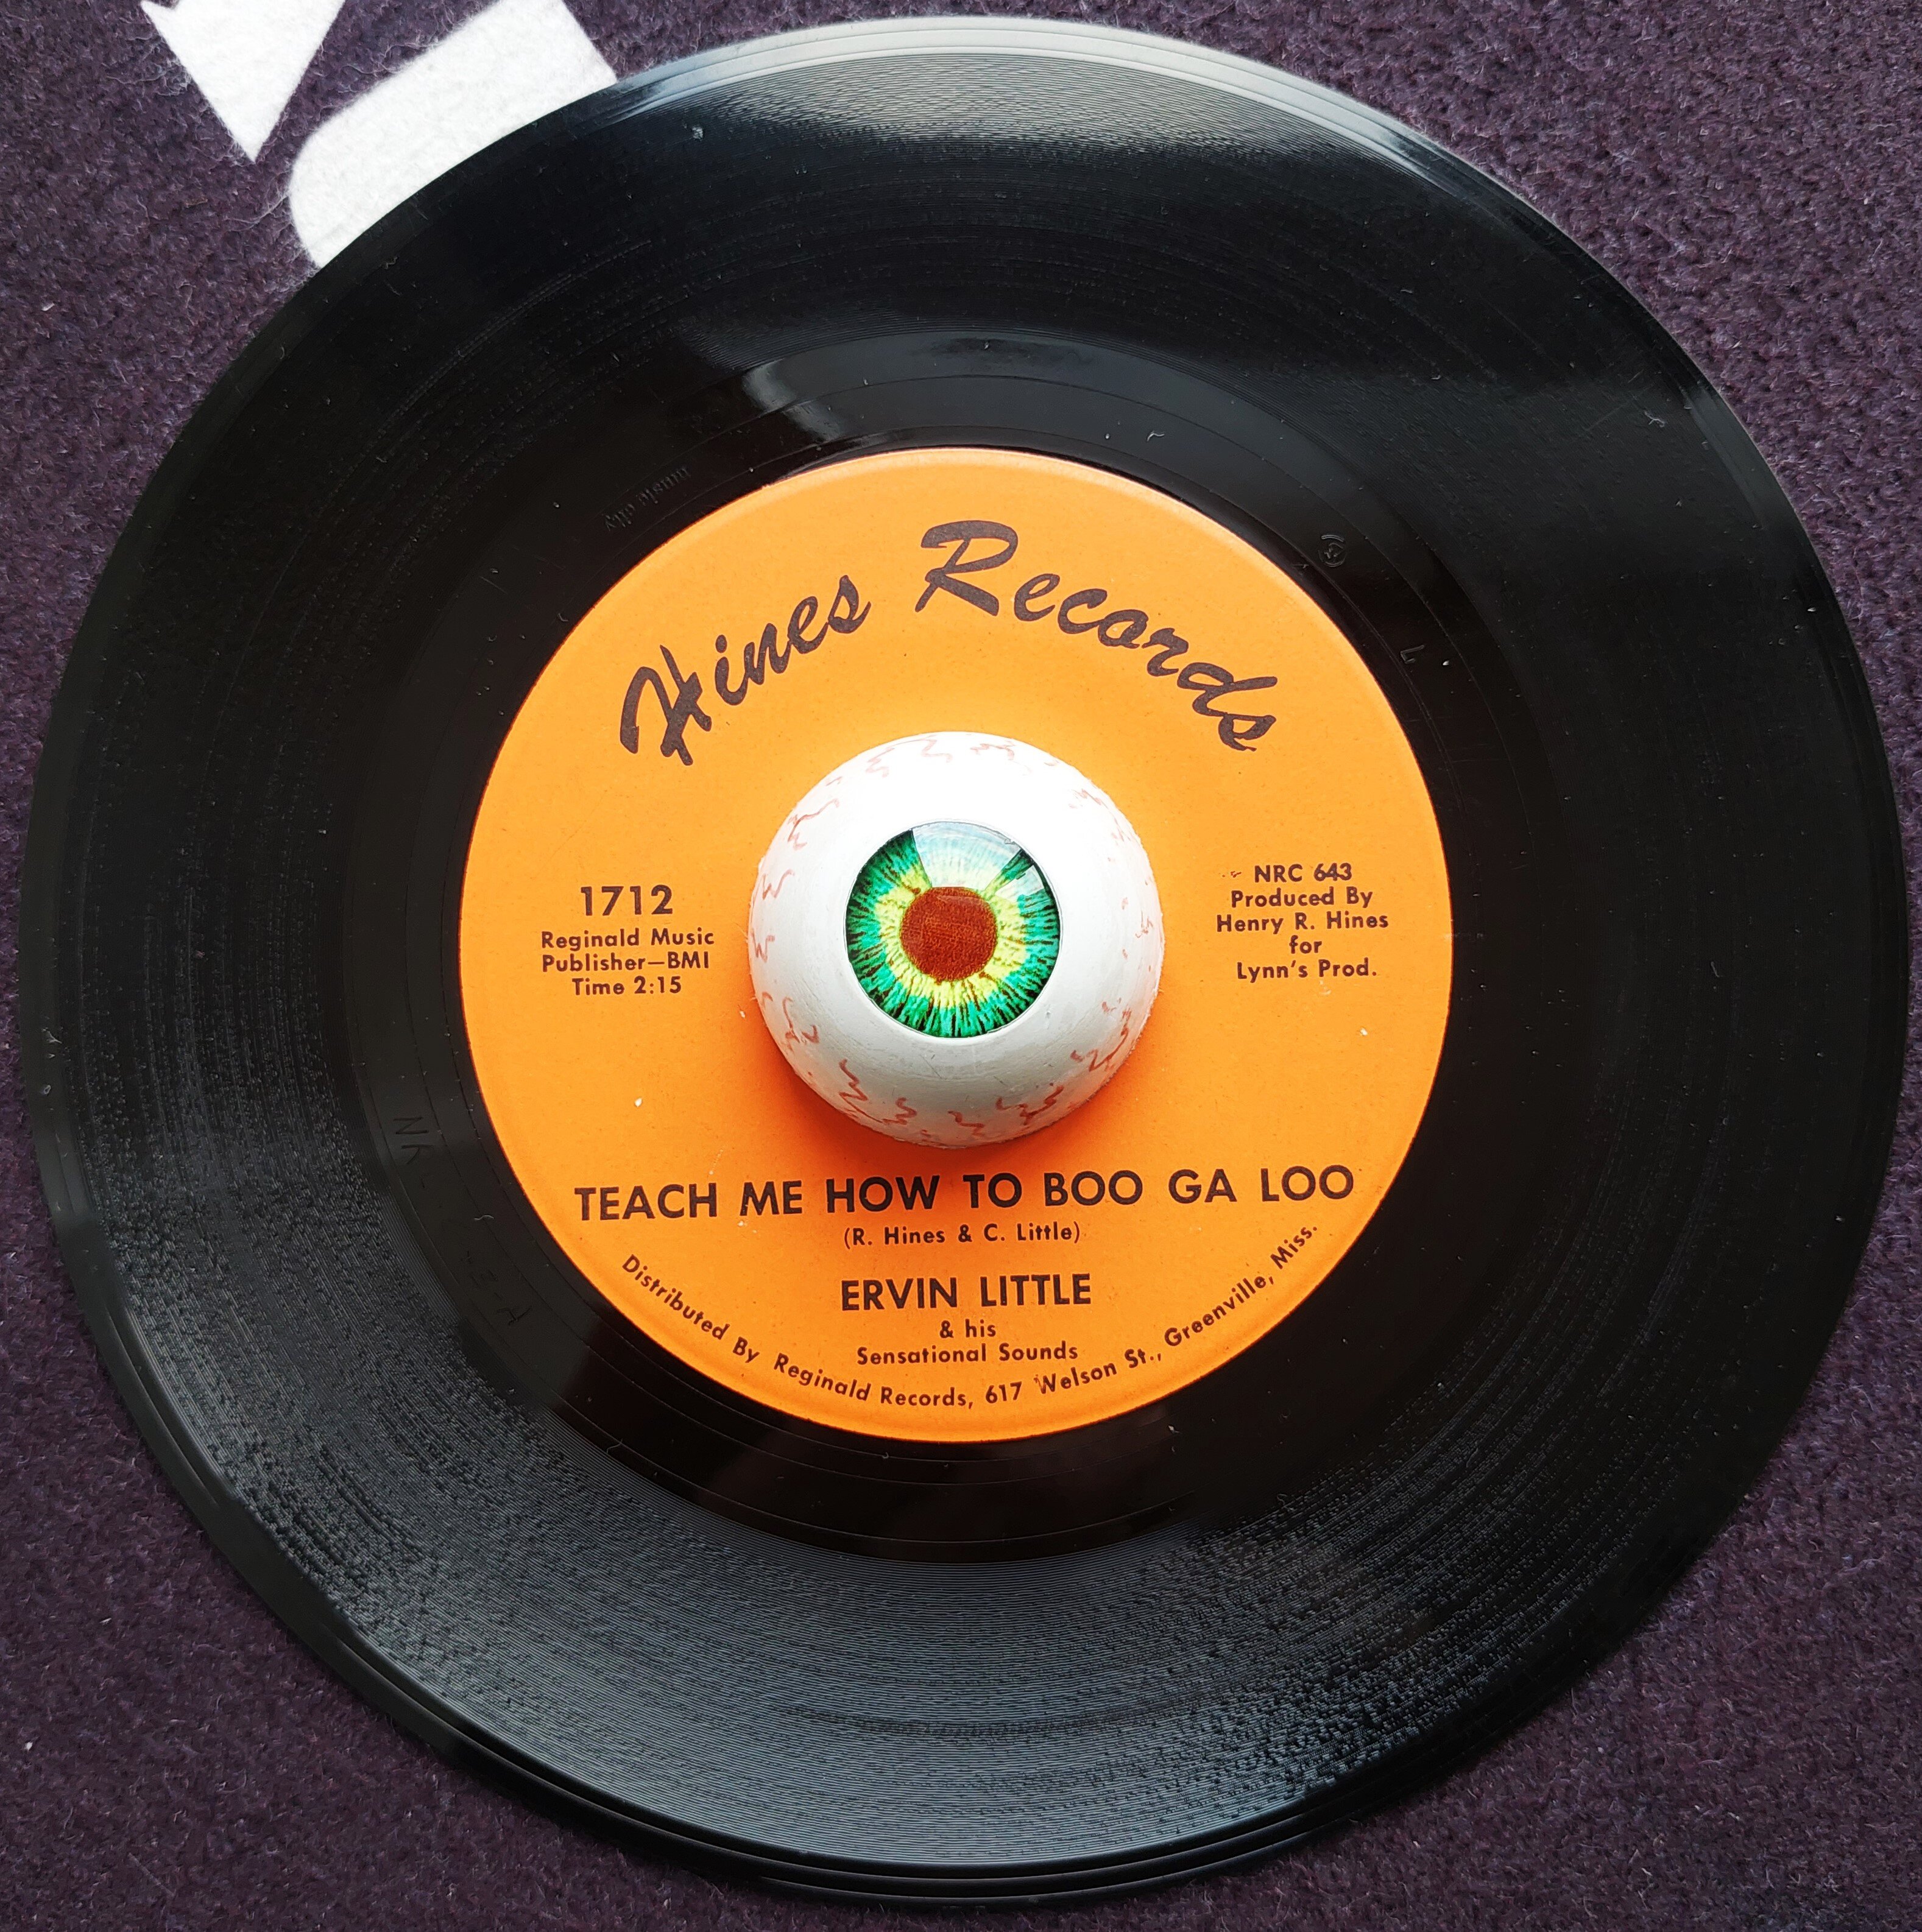 Hines Records
1712
Reginald Music
Publisher—BMI
Time 2:15
NRC 643
Produced By
Henry R. Hines
for
Lynn's Prod.
TEACH ME HOW TO BOO GA LOO
(R. Hines & C. Little)
ERVIN LITTLE
& his
Sensational Sounds
Distributed By Reginald Records, 617 Welson St., Greenville, Miss.